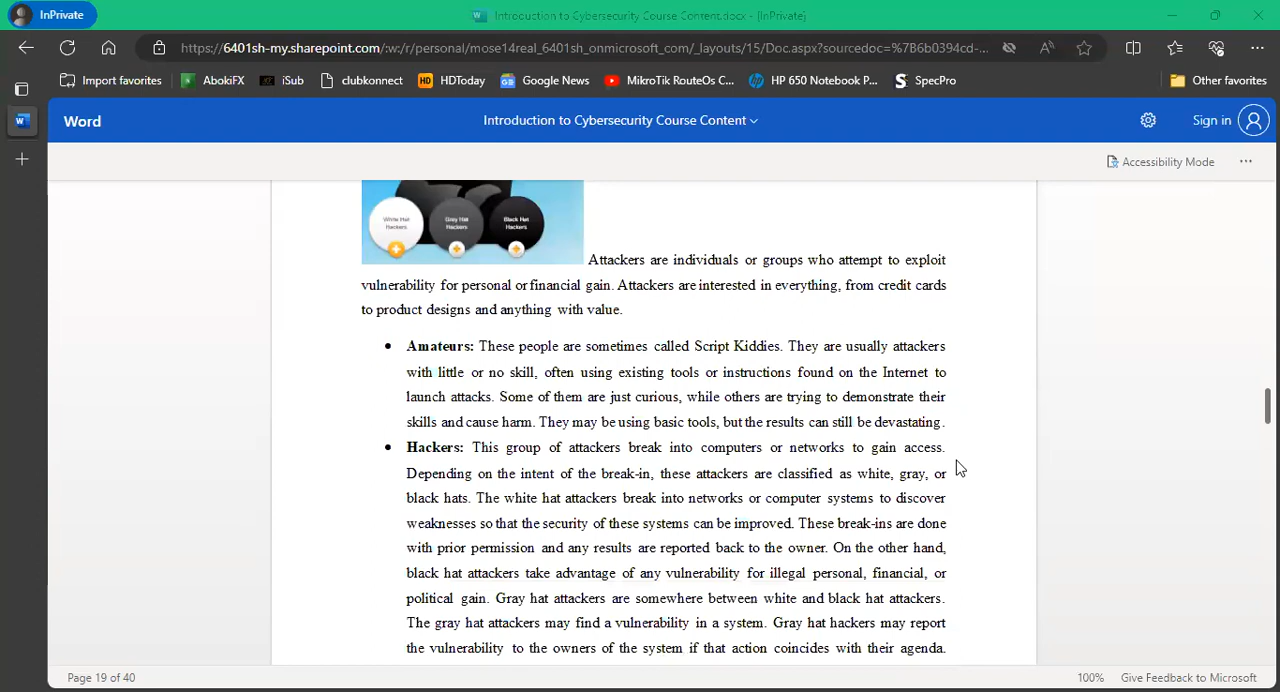 InPrivate
Introduction to Cybersecurity Course Content.docx - [InPrivate]
https://6401sh-my.sharepoint.com/:w:/r/personal/mose14real_6401sh_onmicrosoft_com/_layouts/15/Doc.aspx?sourcedoc=%7B6b0394cd-...
Import favorites AbokiFX iSub clubkonnect HDToday Google News MikroTik RouteOs C... HP 650 Notebook P... SpecPro Other favorites
Word Introduction to Cybersecurity Course Content Sign in
Accessibility Mode ...
White Hat Hackers
Gray Hat Hackers
Black Hat Hackers
Attackers are individuals or groups who attempt to exploit
vulnerability for personal or financial gain. Attackers are interested in everything, from credit cards
to product designs and anything with value.
• Amateurs: These people are sometimes called Script Kiddies. They are usually attackers
with little or no skill, often using existing tools or instructions found on the Internet to
launch attacks. Some of them are just curious, while others are trying to demonstrate their
skills and cause harm. They may be using basic tools, but the results can still be devastating.
• Hackers: This group of attackers break into computers or networks to gain access.
Depending on the intent of the break-in, these attackers are classified as white, gray, or
black hats. The white hat attackers break into networks or computer systems to discover
weaknesses so that the security of these systems can be improved. These break-ins are done
with prior permission and any results are reported back to the owner. On the other hand,
black hat attackers take advantage of any vulnerability for illegal personal, financial, or
political gain. Gray hat attackers are somewhere between white and black hat attackers.
The gray hat attackers may find a vulnerability in a system. Gray hat hackers may report
the vulnerability to the owners of the system if that action coincides with their agenda.
Page 19 of 40 100% Give Feedback to Microsoft